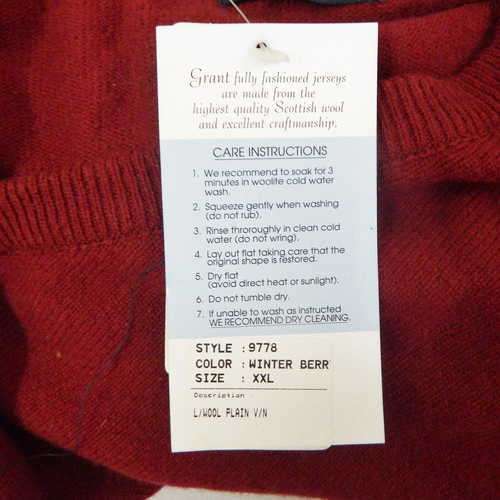 Grant fully fashioned jerseys
are made from the
highest quality Scottish wool
and excellent craftmanship.
CARE INSTRUCTIONS
1. We recommend to soak for 3
minutes in woolite cold water
wash.
2. Squeeze gently when washing
(do not rub).
3. Rinse throroughly in clean cold
water (do not wring).
4. Lay out flat taking care that the
original shape is restored.
5. Dry flat
(avoid direct heat or sunlight).
6. Do not tumble dry.
7. If unable to wash as instructed
WE RECOMMEND DRY CLEANING.
STYLE : 9778
COLOR : WINTER BERR
SIZE : XXL
Description
L/WOOL PLAIN V/N